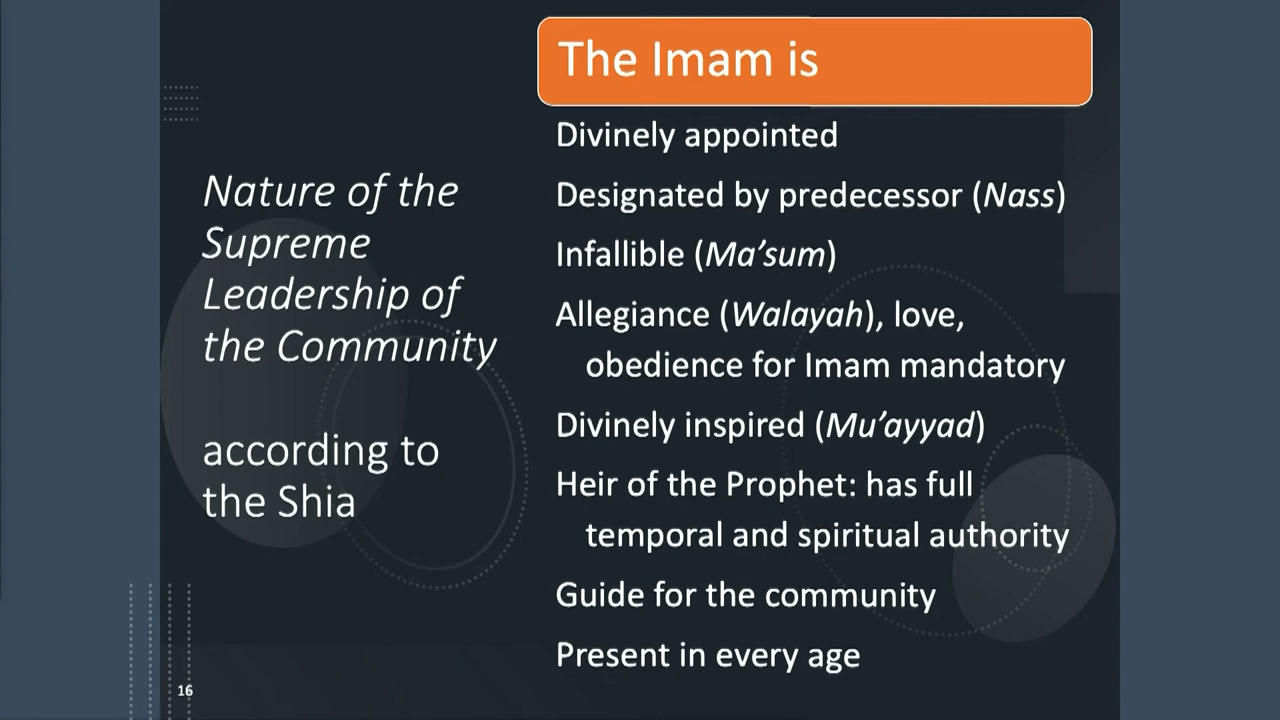 Nature of the
Supreme
Leadership of
the Community
according to
the Shia
The Imam is
Divinely appointed
Designated by predecessor (Nass)
Infallible (Ma’sum)
Allegiance (Walayah), love,
obedience for Imam mandatory
Divinely inspired (Mu’ayyad)
Heir of the Prophet: has full
temporal and spiritual authority
Guide for the community
Present in every age
16